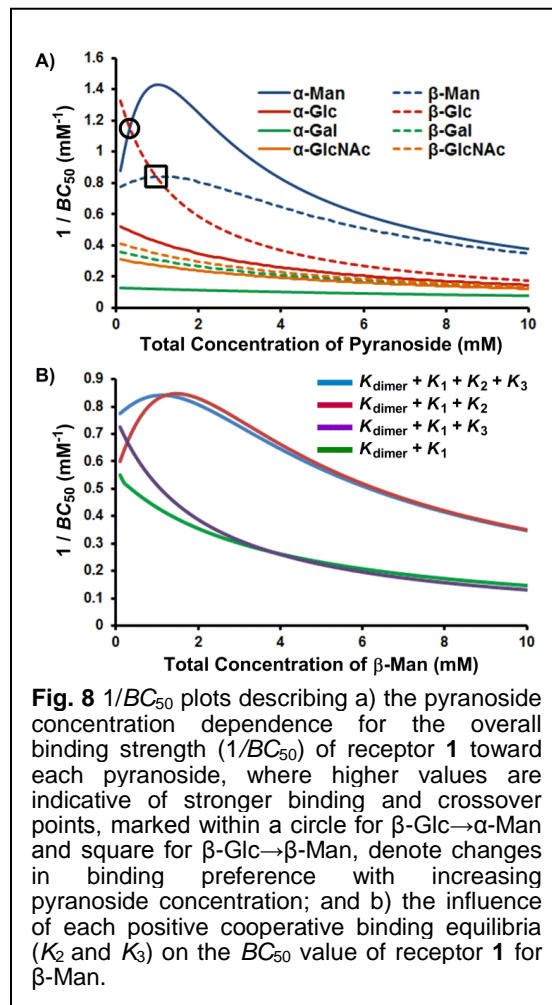 A)
1 / BC50 (mM-1)
1.6
1.4
1.2
1
0.8
0.6
0.4
0.2
0
α-Man β-Man
α-Glc β-Glc
α-Gal β-Gal
α-GlcNAc β-GlcNAc
0 2 4 6 8 10
Total Concentration of Pyranoside (mM)
B)
1 / BC50 (mM-1)
0.9
0.8
0.7
0.6
0.5
0.4
0.3
0.2
0.1
0
Kdimer + K1 + K2 + K3
Kdimer + K1 + K2
Kdimer + K1 + K3
Kdimer + K1
0 2 4 6 8 10
Total Concentration of β-Man (mM)
Fig. 8 1/BC50 plots describing a) the pyranoside
concentration dependence for the overall
binding strength (1/BC50) of receptor 1 toward
each pyranoside, where higher values are
indicative of stronger binding and crossover
points, marked within a circle for β-Glc→α-Man
and square for β-Glc→β-Man, denote changes
in binding preference with increasing
pyranoside concentration; and b) the influence
of each positive cooperative binding equilibria
(K2 and K3) on the BC50 value of receptor 1 for
β-Man.